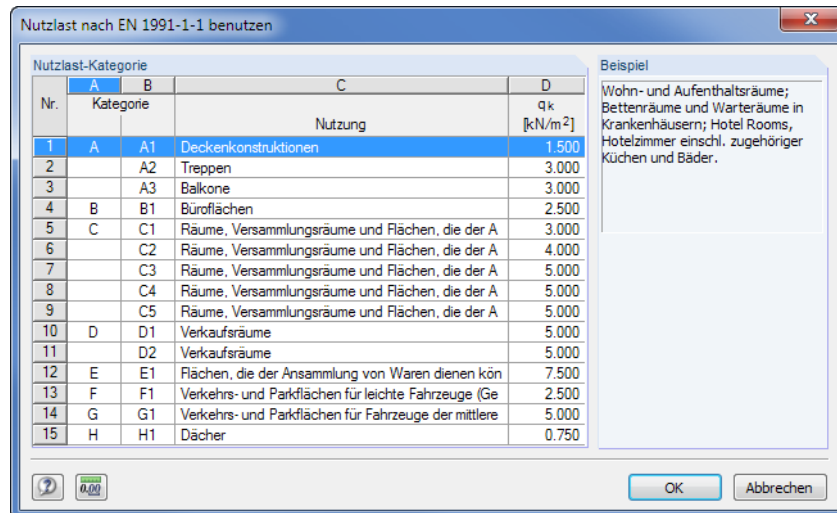 Nutzlast nach EN 1991-1-1 benutzen
Nutzlast-Kategorie
A B C D
Nr. Kategorie Nutzung qk [kN/m²]
1 A A1 Deckenkonstruktionen 1.500
2 A2 Treppen 3.000
3 A3 Balkone 3.000
4 B B1 Büroflächen 2.500
5 C C1 Räume, Versammlungsräume und Flächen, die der A 3.000
6 C2 Räume, Versammlungsräume und Flächen, die der A 4.000
7 C3 Räume, Versammlungsräume und Flächen, die der A 5.000
8 C4 Räume, Versammlungsräume und Flächen, die der A 5.000
9 C5 Räume, Versammlungsräume und Flächen, die der A 5.000
10 D D1 Verkaufsräume 5.000
11 D2 Verkaufsräume 5.000
12 E E1 Flächen, die der Ansammlung von Waren dienen kön 7.500
13 F F1 Verkehrs- und Parkflächen für leichte Fahrzeuge (Ge 2.500
14 G G1 Verkehrs- und Parkflächen für Fahrzeuge der mittlere 5.000
15 H H1 Dächer 0.750
Beispiel
Wohn- und Aufenthaltsräume;
Bettenräume und Warteräume in
Krankenhäusern; Hotel Rooms,
Hotelzimmer einschl. zugehöriger
Küchen und Bäder.
0.00
OK Abbrechen